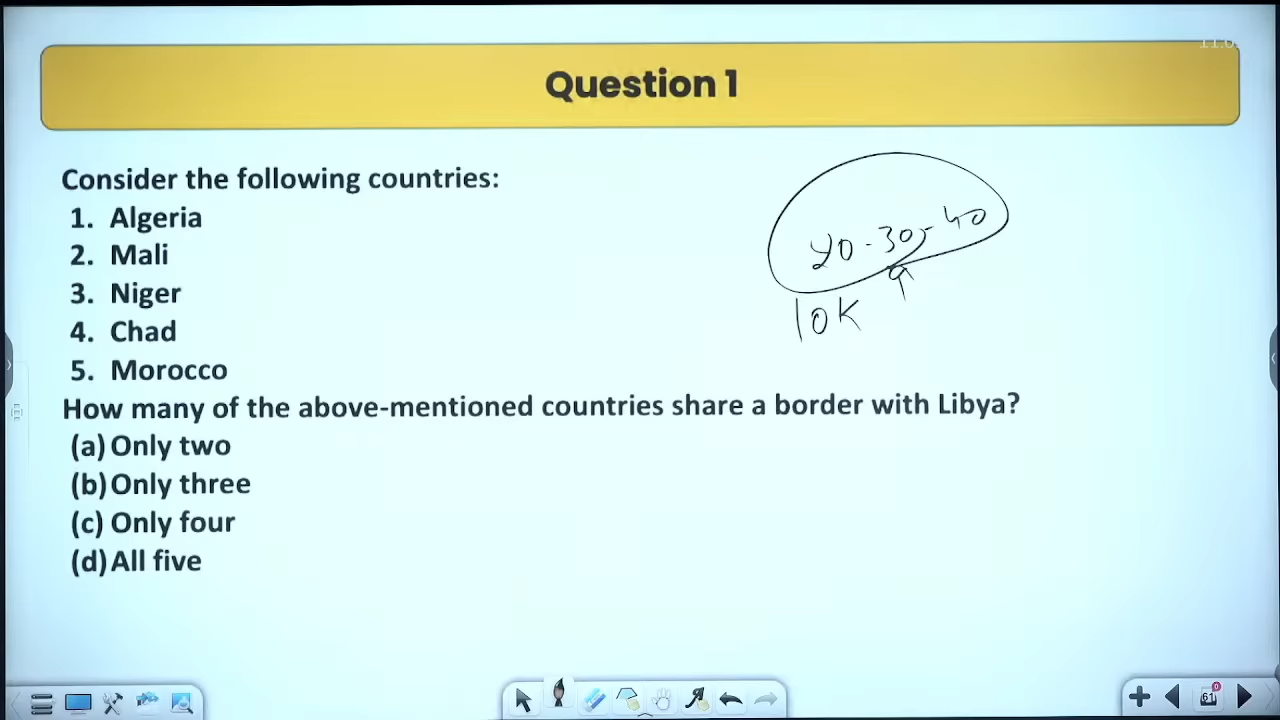 Question 1
Consider the following countries:
1. Algeria
2. Mali
3. Niger
4. Chad
5. Morocco
How many of the above-mentioned countries share a border with Libya?
(a) Only two
(b) Only three
(c) Only four
(d) All five
20-30-40
10K
61